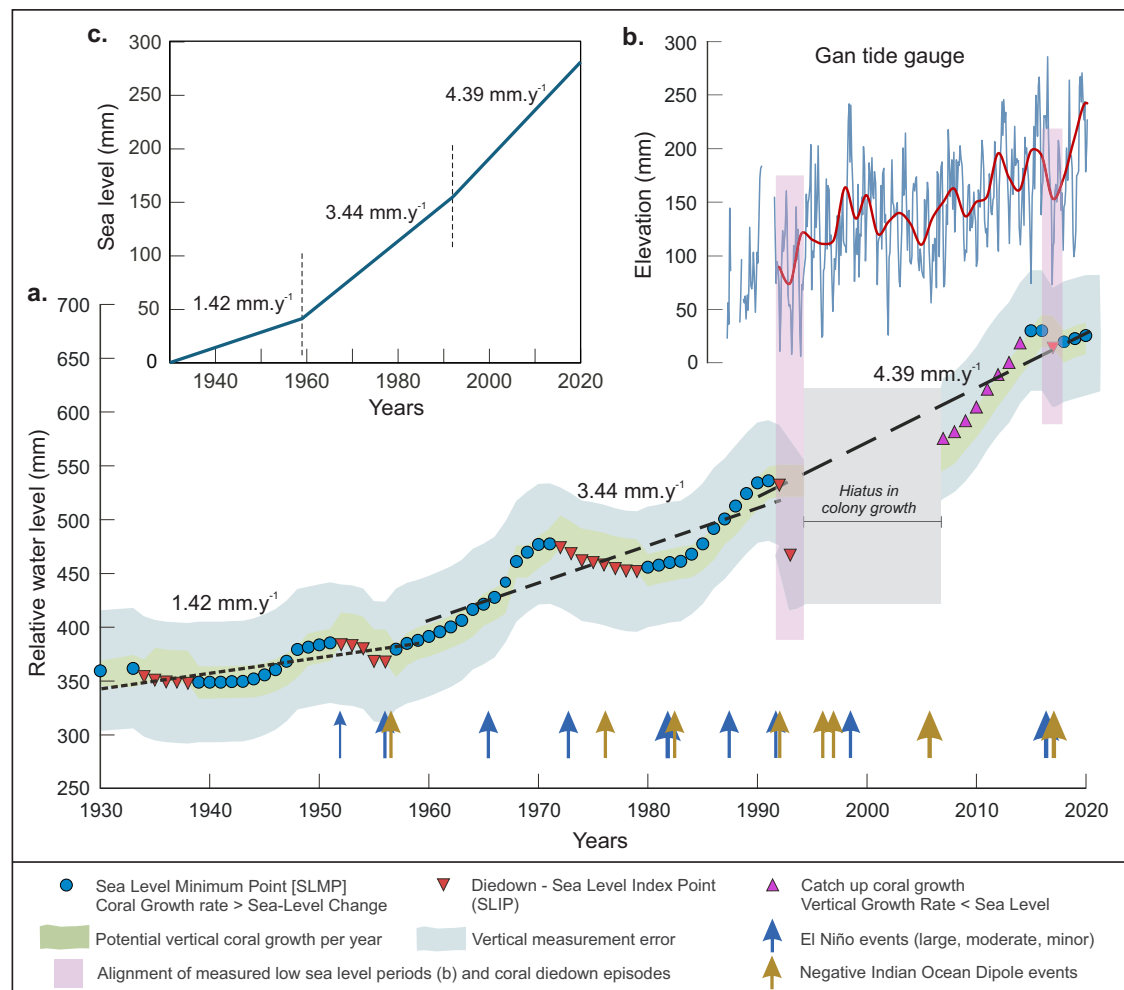 c.
300
250
200
150
100
50
0
Sea level (mm)
1.42 mm.y-1
3.44 mm.y-1
4.39 mm.y-1
1940
1960
1980
2000
2020
Years
b.
Gan tide gauge
300
250
200
150
100
50
0
Elevation (mm)
a.
700
650
600
550
500
450
400
350
300
250
Relative water level (mm)
1.42 mm.y-1
3.44 mm.y-1
4.39 mm.y-1
Hiatus in
colony growth
1930
1940
1950
1960
1970
1980
1990
2000
2010
2020
Years
Sea Level Minimum Point [SLMP]
Coral Growth rate > Sea-Level Change
Diedown - Sea Level Index Point
(SLIP)
Catch up coral growth
Vertical Growth Rate < Sea Level
Potential vertical coral growth per year
Vertical measurement error
El Niño events (large, moderate, minor)
Alignment of measured low sea level periods (b) and coral diedown episodes
Negative Indian Ocean Dipole events